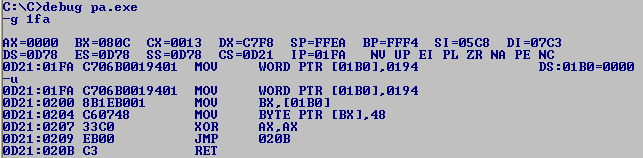 C:\C>debug pa.exe
-g 1fa
AX=0000 BX=080C CX=0013 DX=C7F8 SP=FFEA BP=FFF4 SI=05C8 DI=07C3
DS=0D78 ES=0D78 SS=0D78 CS=0D21 IP=01FA NV UP EI PL ZR NA PE NC
0D21:01FA C706B0019401 MOV WORD PTR [01B0],0194 DS:01B0=0000
-u
0D21:01FA C706B0019401 MOV WORD PTR [01B0],0194
0D21:0200 8B1EB001 MOV BX,[01B0]
0D21:0204 C60748 MOV BYTE PTR [BX],48
0D21:0207 33C0 XOR AX,AX
0D21:0209 EB00 JMP 020B
0D21:020B C3 RET